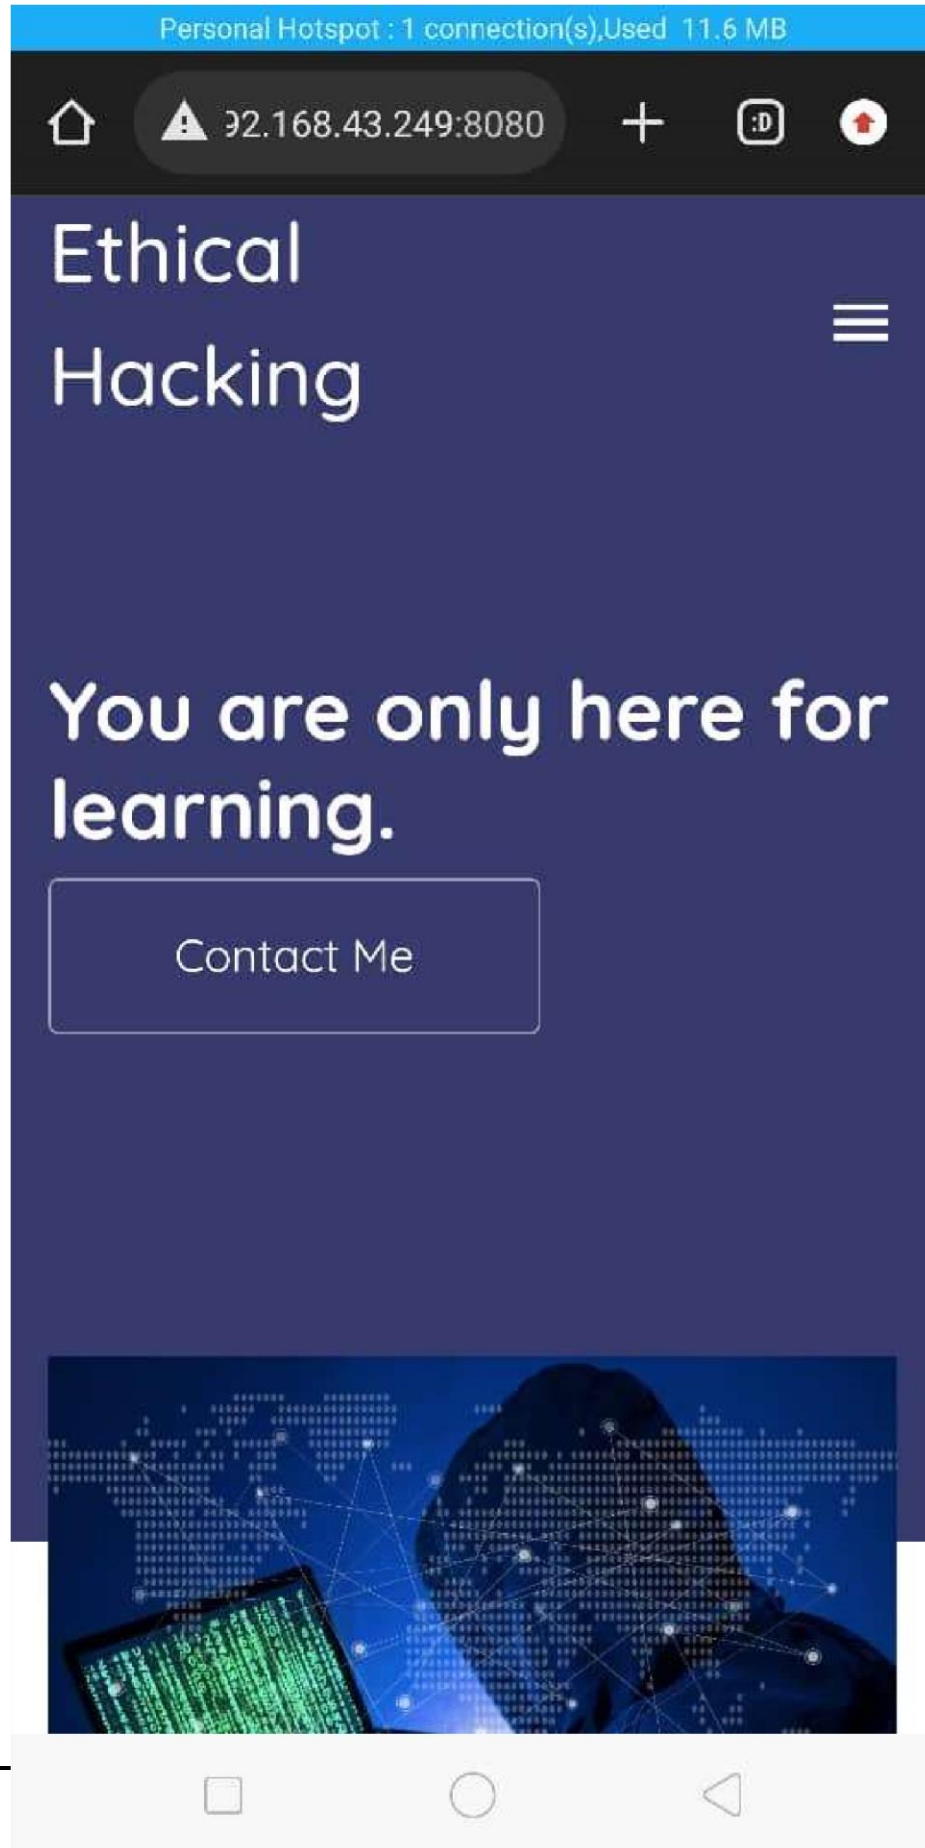 Personal Hotspot : 1 connection(s),Used 11.6 MB
92.168.43.249:8080
:D
Ethical
Hacking
You are only here for
learning.
Contact Me